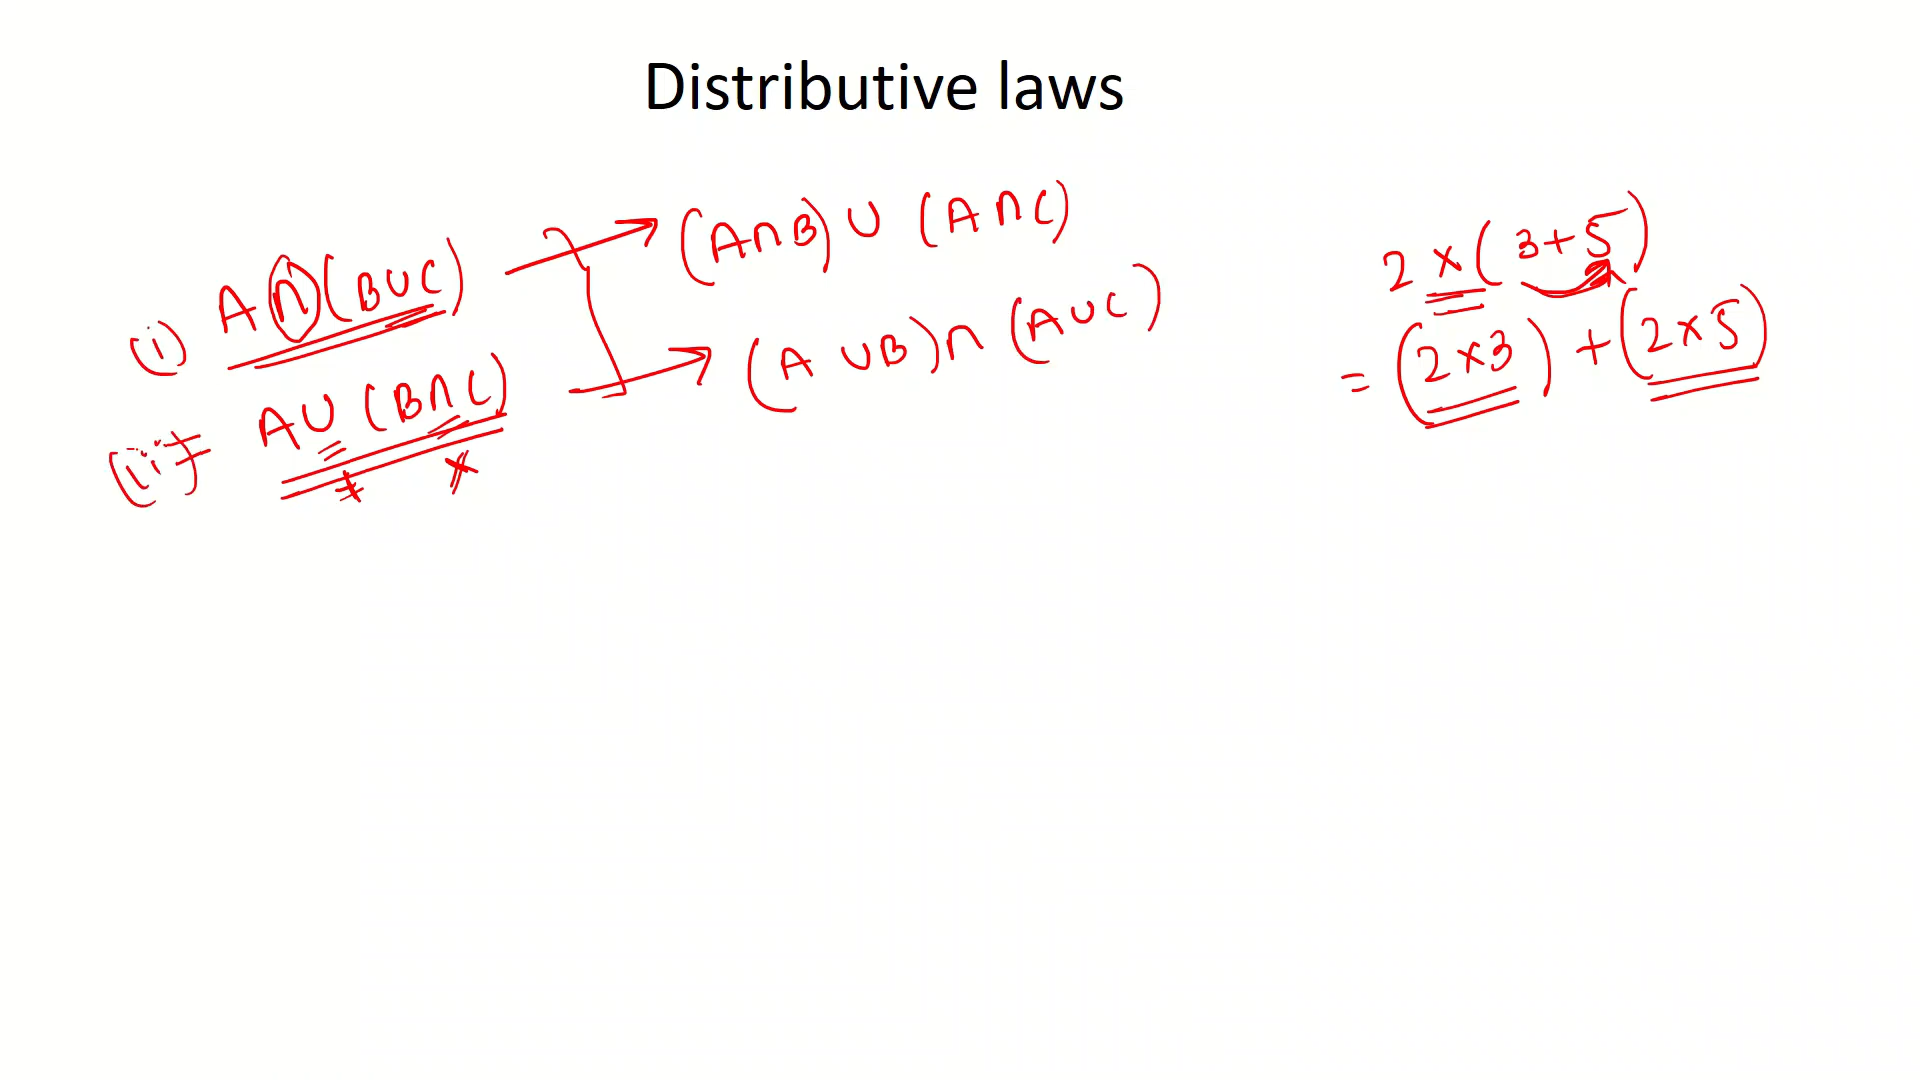 Distributive laws
(i) A∩(B∪C) → (A∩B)∪(A∩C)
(ii) A∪(B∩C) → (A∪B)∩(A∪C)
+ ×
2×(3+5)
= (2×3)+(2×5)